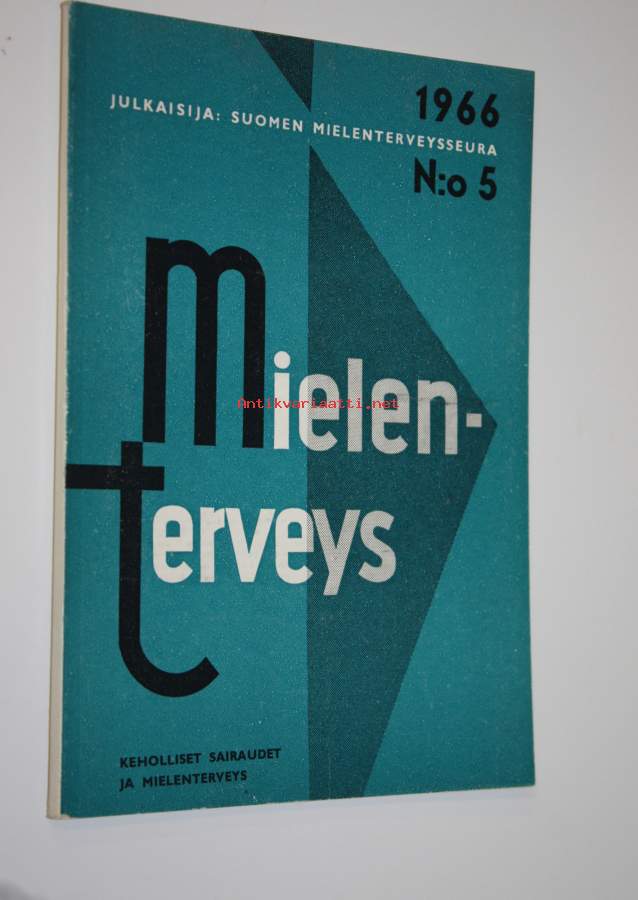 1966
JULKAISIJA: SUOMEN MIELENTERVEYSSEURA
N:o 5
mielen-
terveys
Antikvariaatti.net
KEHOLLISET SAIRAUDET
JA MIELENTERVEYS